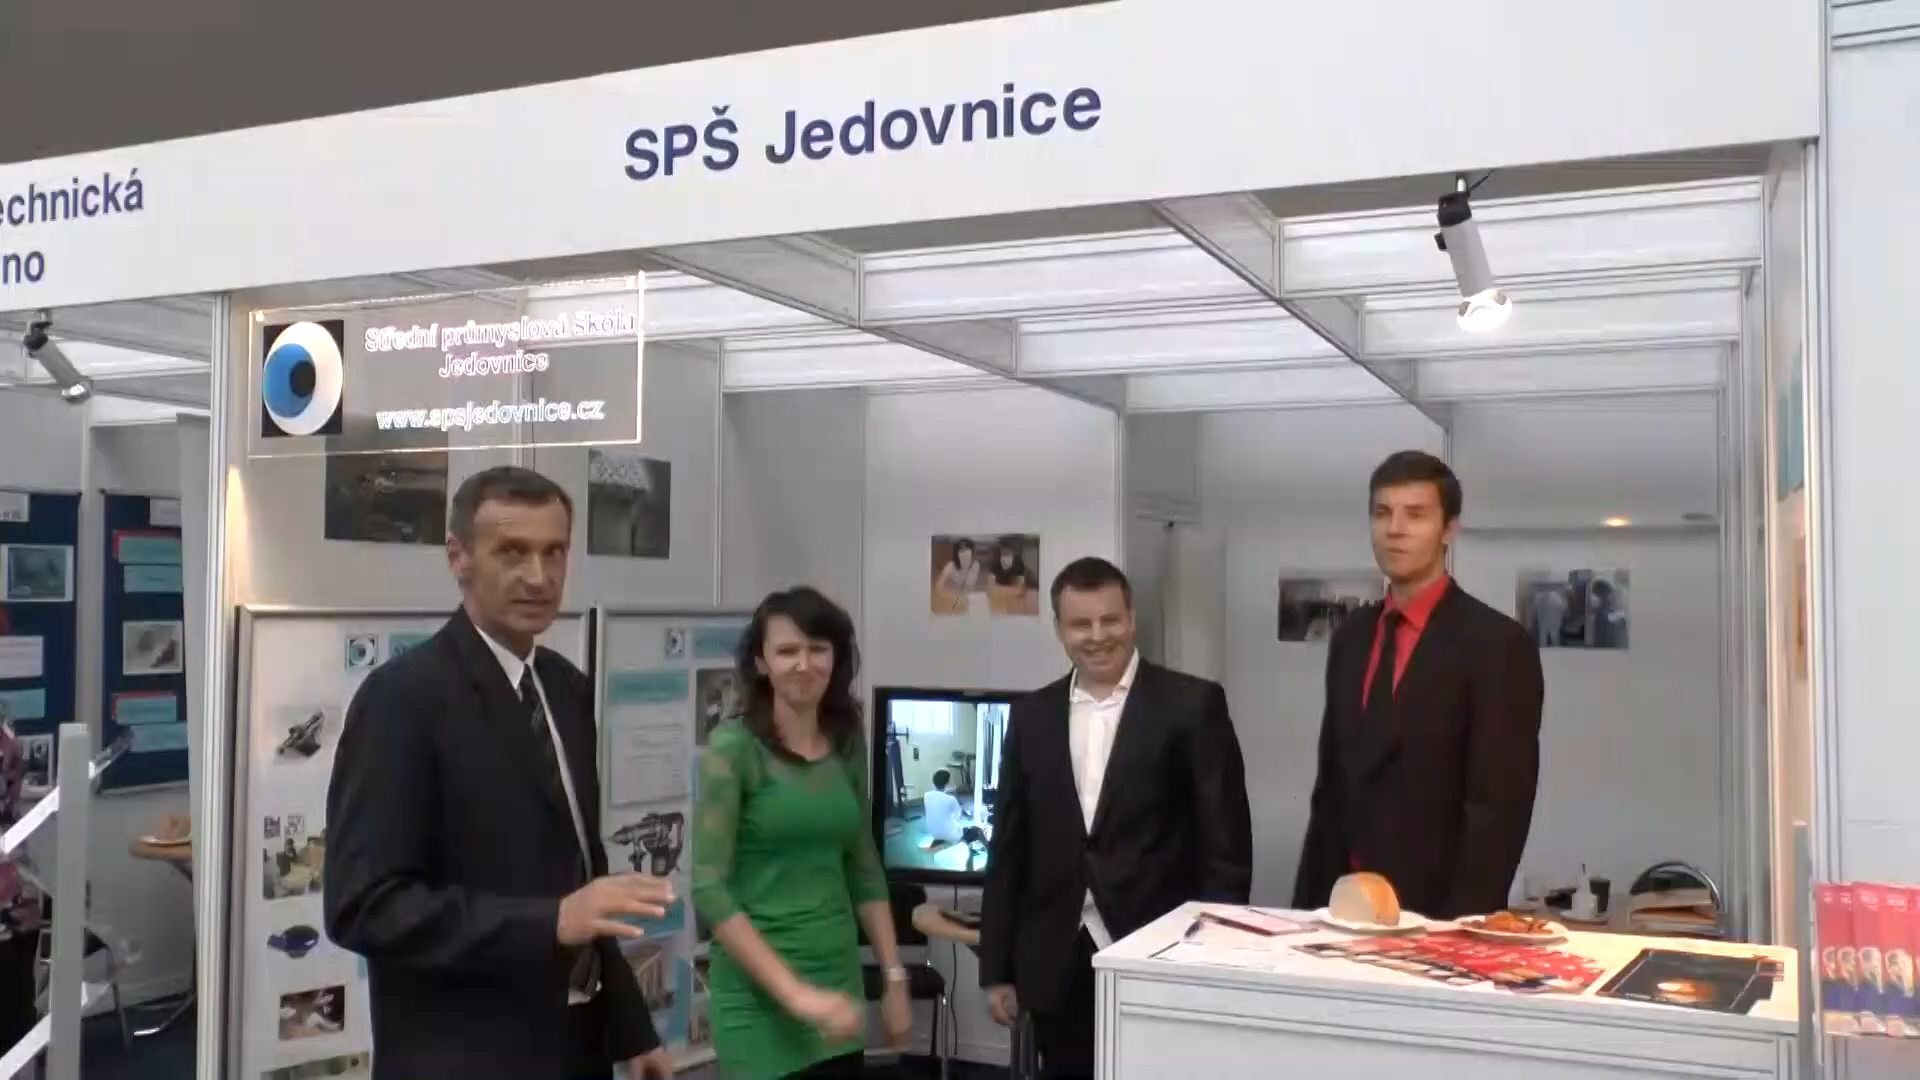 SPŠ Jedovnice
echnická
no
Střední průmyslová škola
Jedovnice
www.spsjedovnice.cz